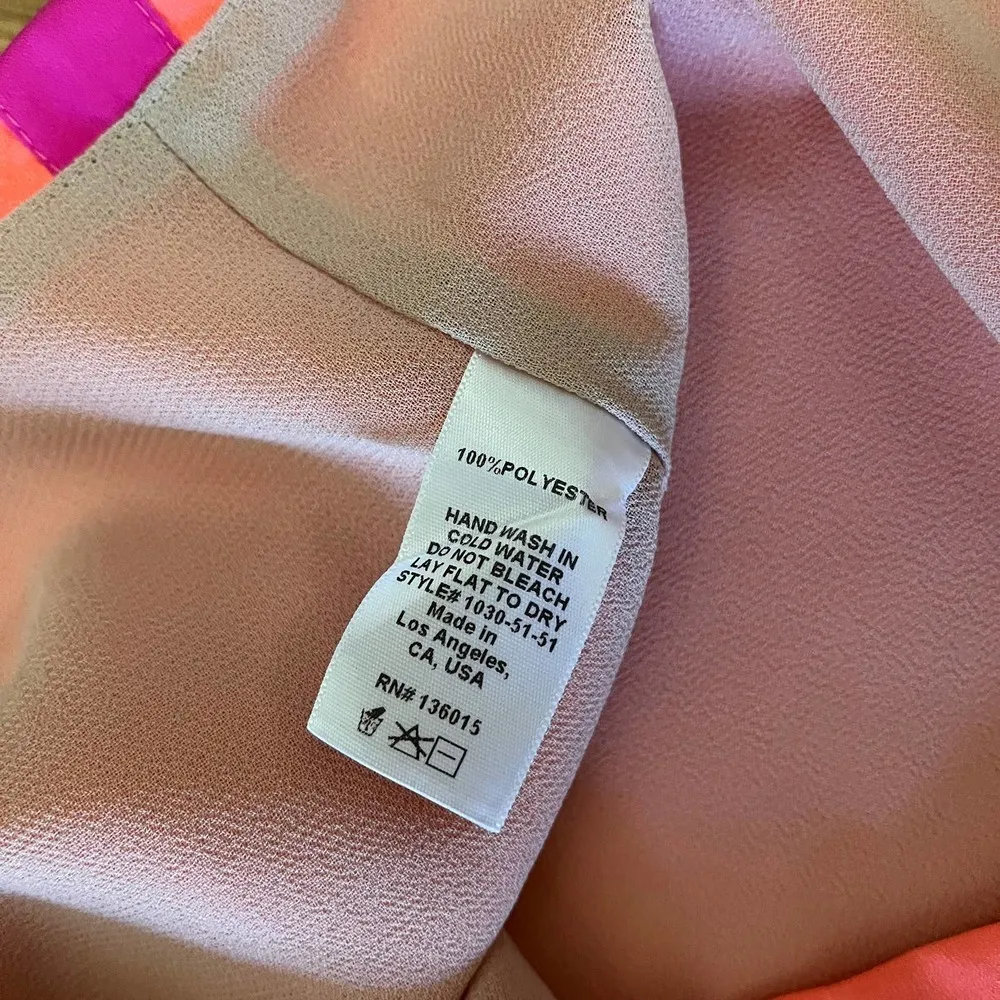 100%POLYESTER
HAND WASH IN
COLD WATER
DO NOT BLEACH
LAY FLAT TO DRY
STYLE# 1030-51-51
Made in
Los Angeles,
CA, USA
RN# 136015